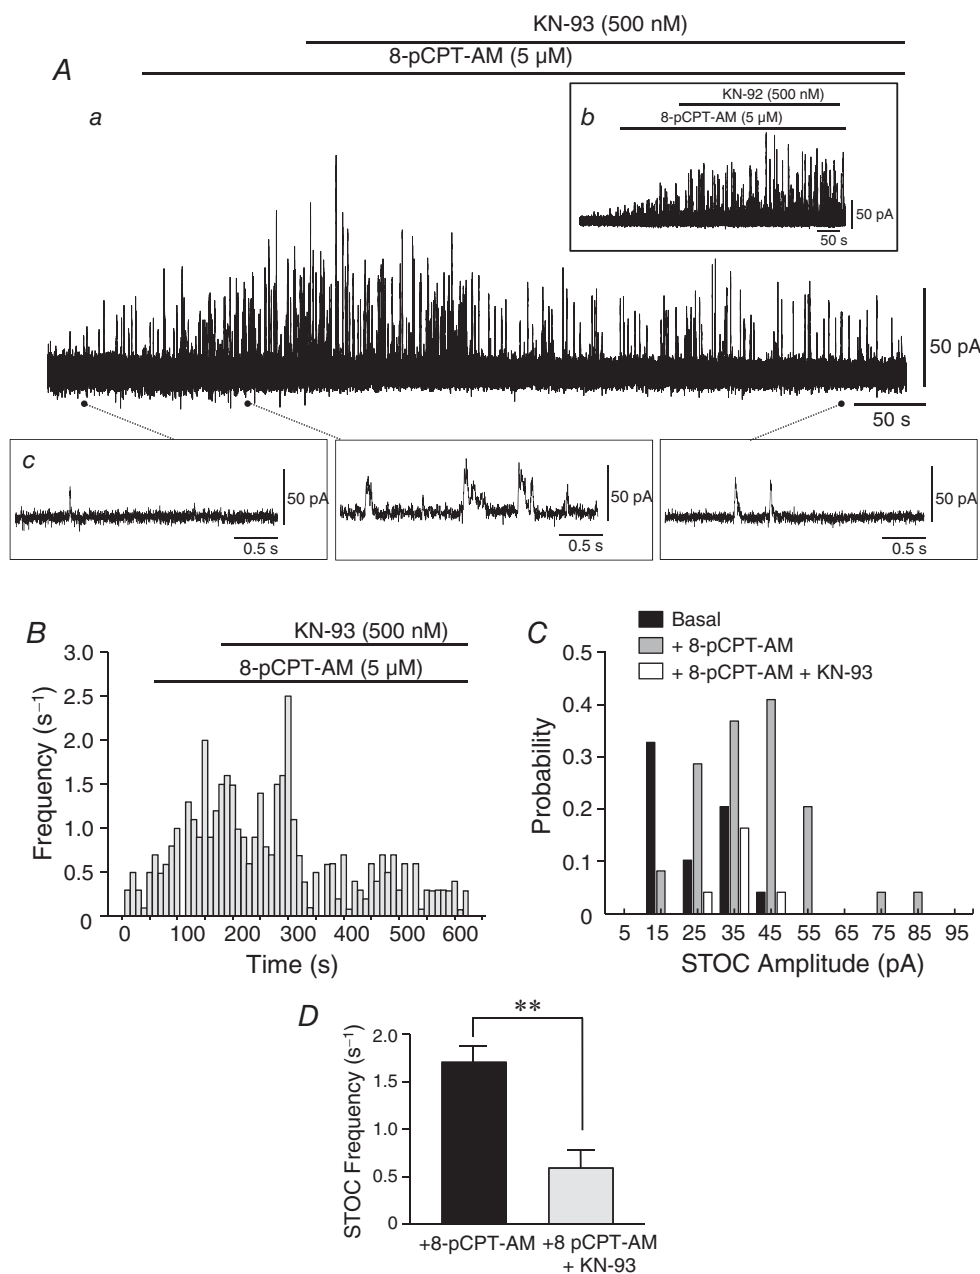 KN-93 (500 nM)
8-pCPT-AM (5 μM)
A
a
b
KN-92 (500 nM)
8-pCPT-AM (5 μM)
50 pA
50 s
50 pA
50 s
c
50 pA
0.5 s
50 pA
0.5 s
50 pA
0.5 s
B
KN-93 (500 nM)
8-pCPT-AM (5 μM)
3.0
2.5
2.0
1.5
1.0
0.5
0
Frequency (s⁻¹)
0 100 200 300 400 500 600
Time (s)
C
Basal
+ 8-pCPT-AM
+ 8-pCPT-AM + KN-93
0.5
0.4
0.3
0.2
0.1
0
Probability
5 15 25 35 45 55 65 75 85 95
STOC Amplitude (pA)
D
**
2.0
1.5
1.0
0.5
0
STOC Frequency (s⁻¹)
+8-pCPT-AM +8 pCPT-AM
+ KN-93